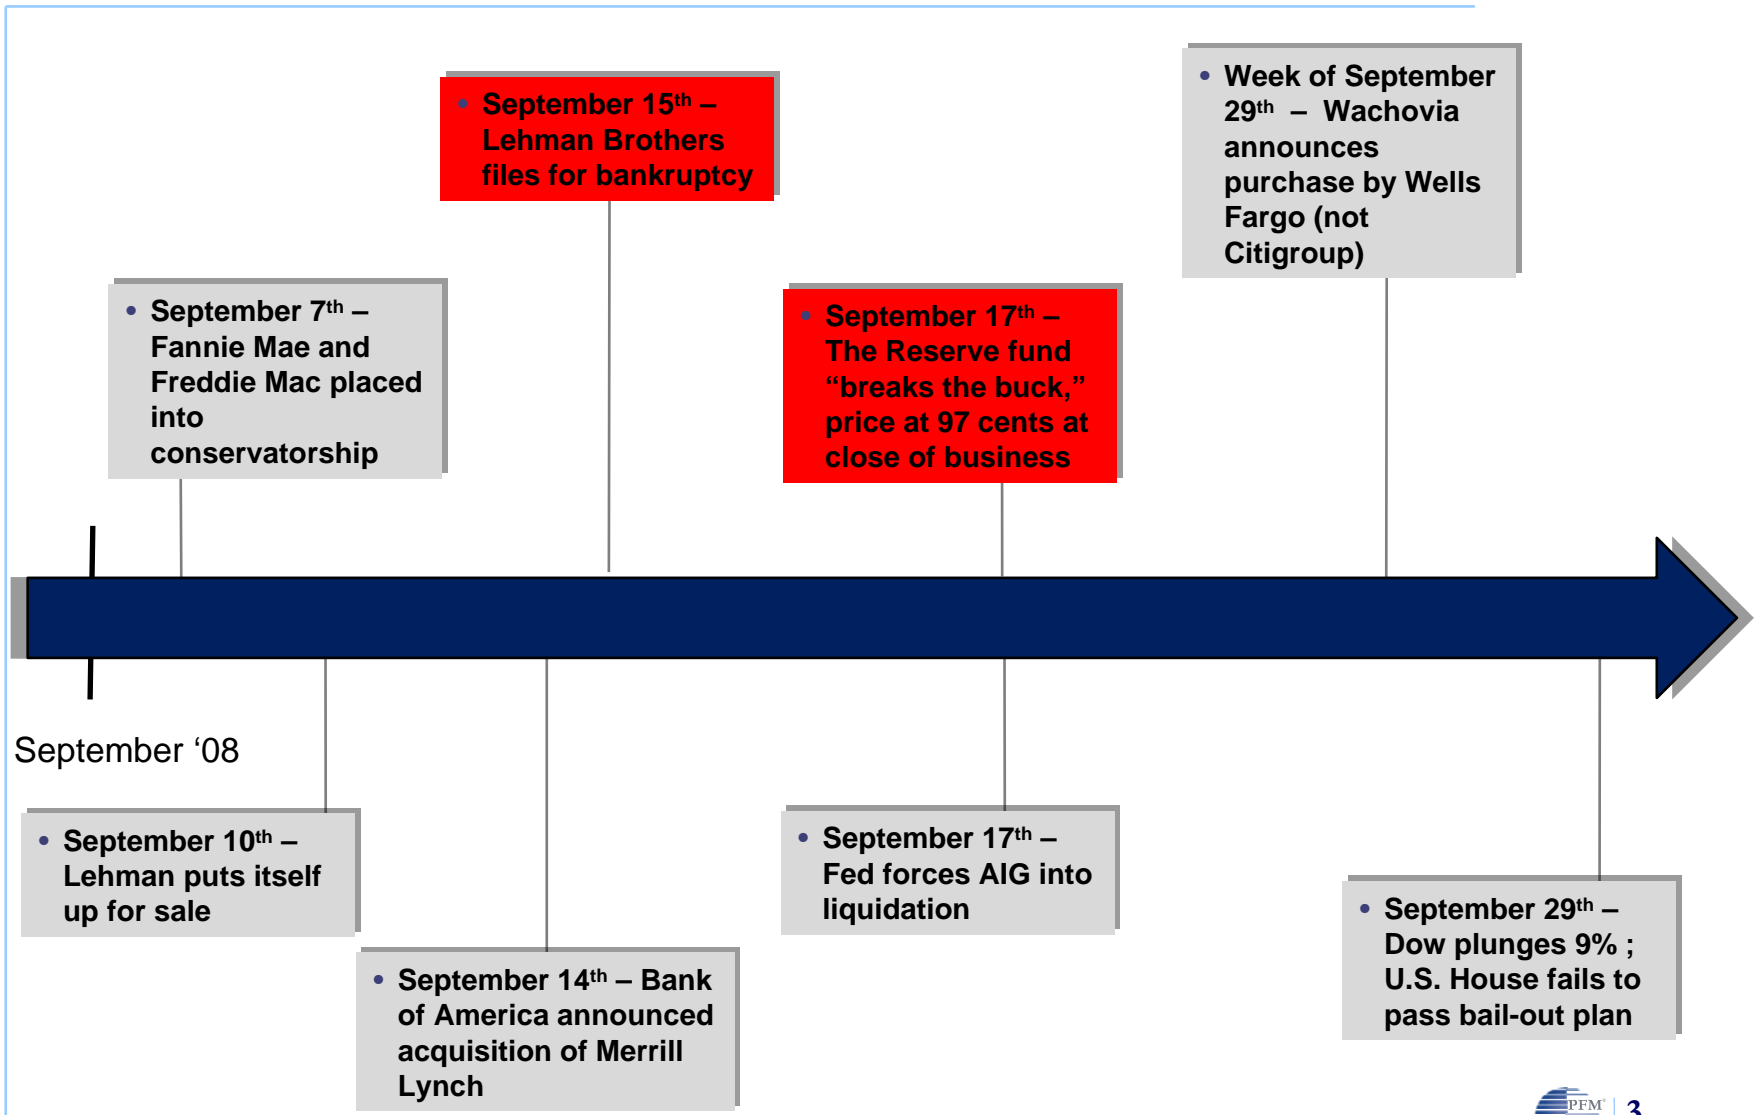 • September 15th –
Lehman Brothers
files for bankruptcy
• Week of September
29th – Wachovia
announces
purchase by Wells
Fargo (not
Citigroup)
• September 7th –
Fannie Mae and
Freddie Mac placed
into
conservatorship
• September 17th –
The Reserve fund
“breaks the buck,”
price at 97 cents at
close of business
September ‘08
• September 10th –
Lehman puts itself
up for sale
• September 14th – Bank
of America announced
acquisition of Merrill
Lynch
• September 17th –
Fed forces AIG into
liquidation
• September 29th –
Dow plunges 9% ;
U.S. House fails to
pass bail-out plan
PFM
3